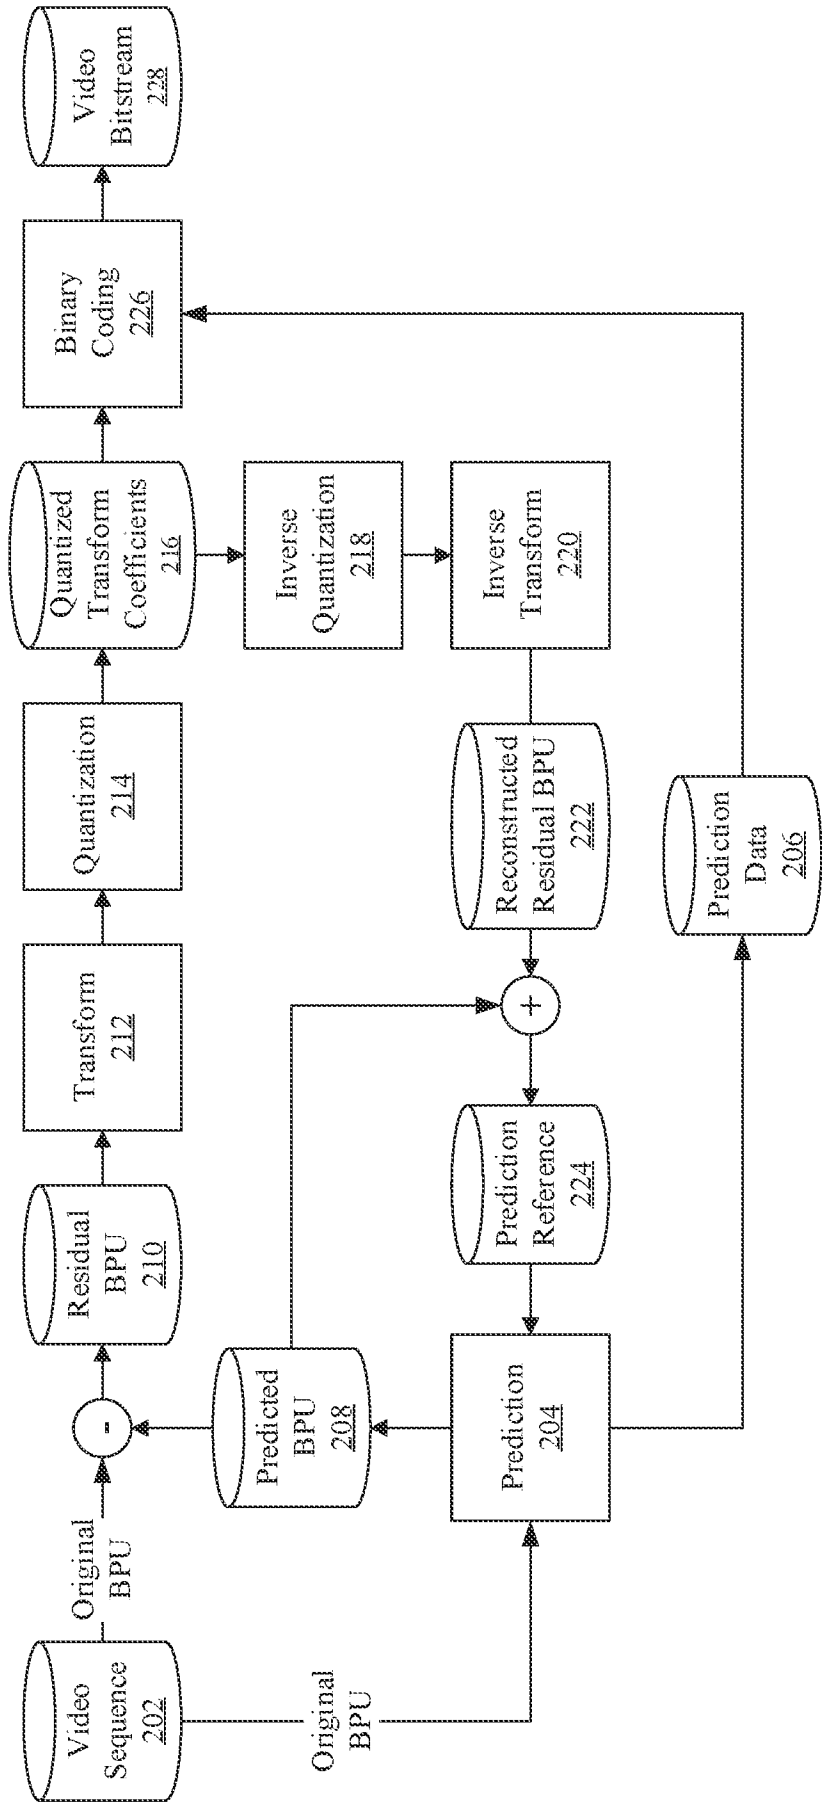 Video
Sequence
202
Original
BPU
-
Residual
BPU
210
Transform
212
Quantization
214
Quantized
Transform
Coefficients
216
Binary
Coding
226
Video
Bitstream
228
Predicted
BPU
208
Inverse
Quantization
218
Original
BPU
Prediction
204
Prediction
Reference
224
+
Reconstructed
Residual BPU
222
Inverse
Transform
220
Prediction
Data
206